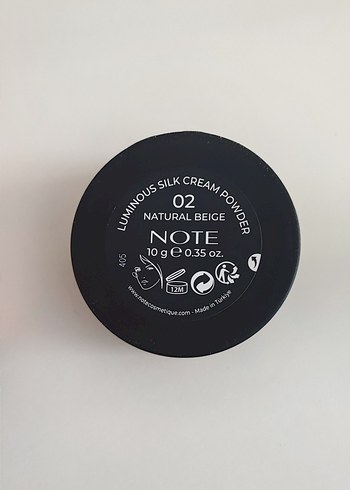 LUMINOUS SILK CREAM POWDER
02
NATURAL BEIGE
NOTE
10 g ℮ 0.35 oz.
405
12M
www.notecosmetique.com - Made in Türkiye